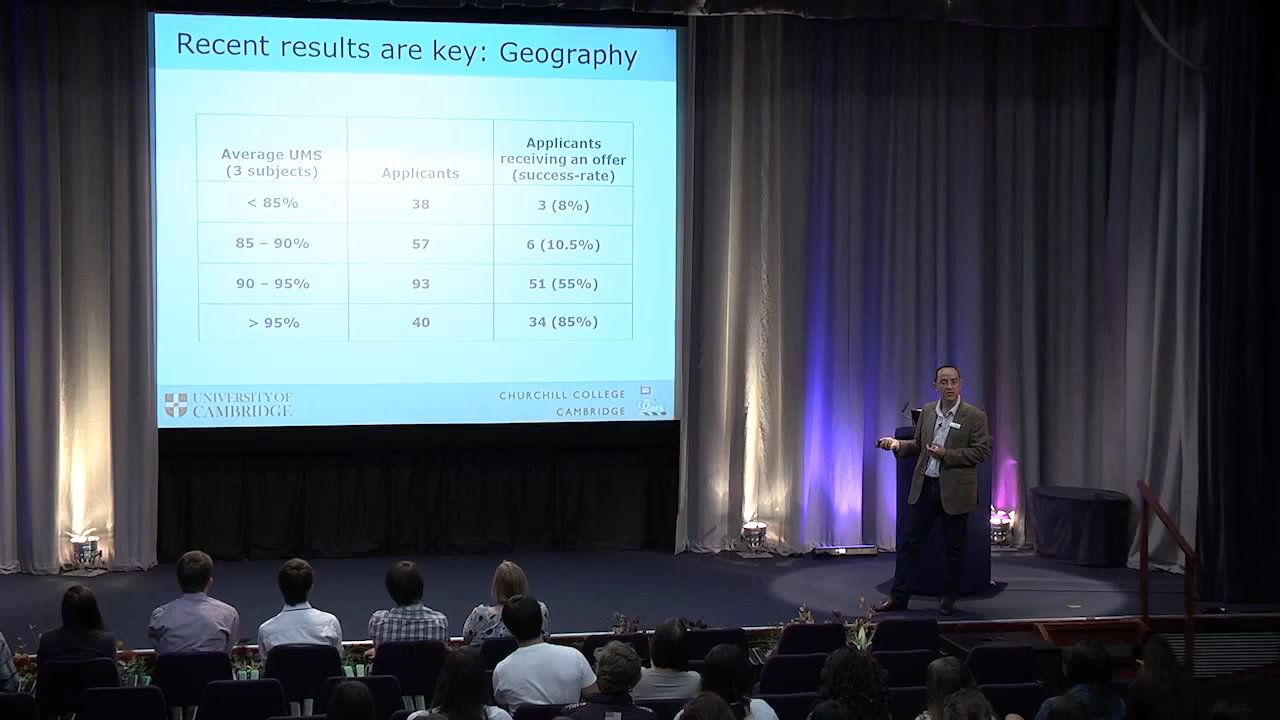 Recent results are key: Geography
Average UMS
(3 subjects)
Applicants
Applicants
receiving an offer
(success-rate)
< 85%
38
3 (8%)
85 – 90%
57
6 (10.5%)
90 – 95%
93
51 (55%)
> 95%
40
34 (85%)
UNIVERSITY OF
CAMBRIDGE
CHURCHILL COLLEGE
CAMBRIDGE